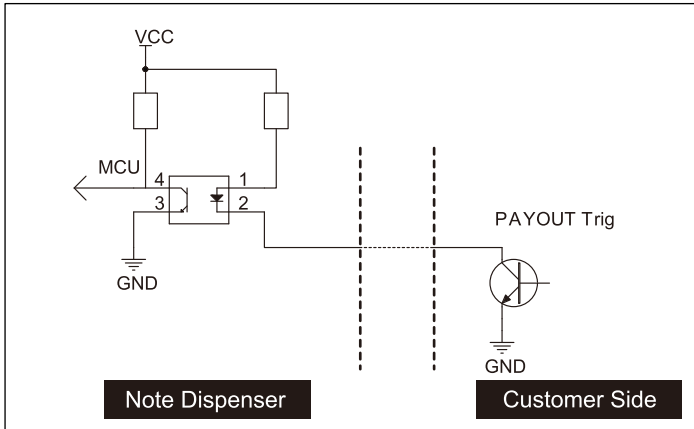 VCC
MCU
4
1
3
2
PAYOUT Trig
GND
GND
Note Dispenser
Customer Side